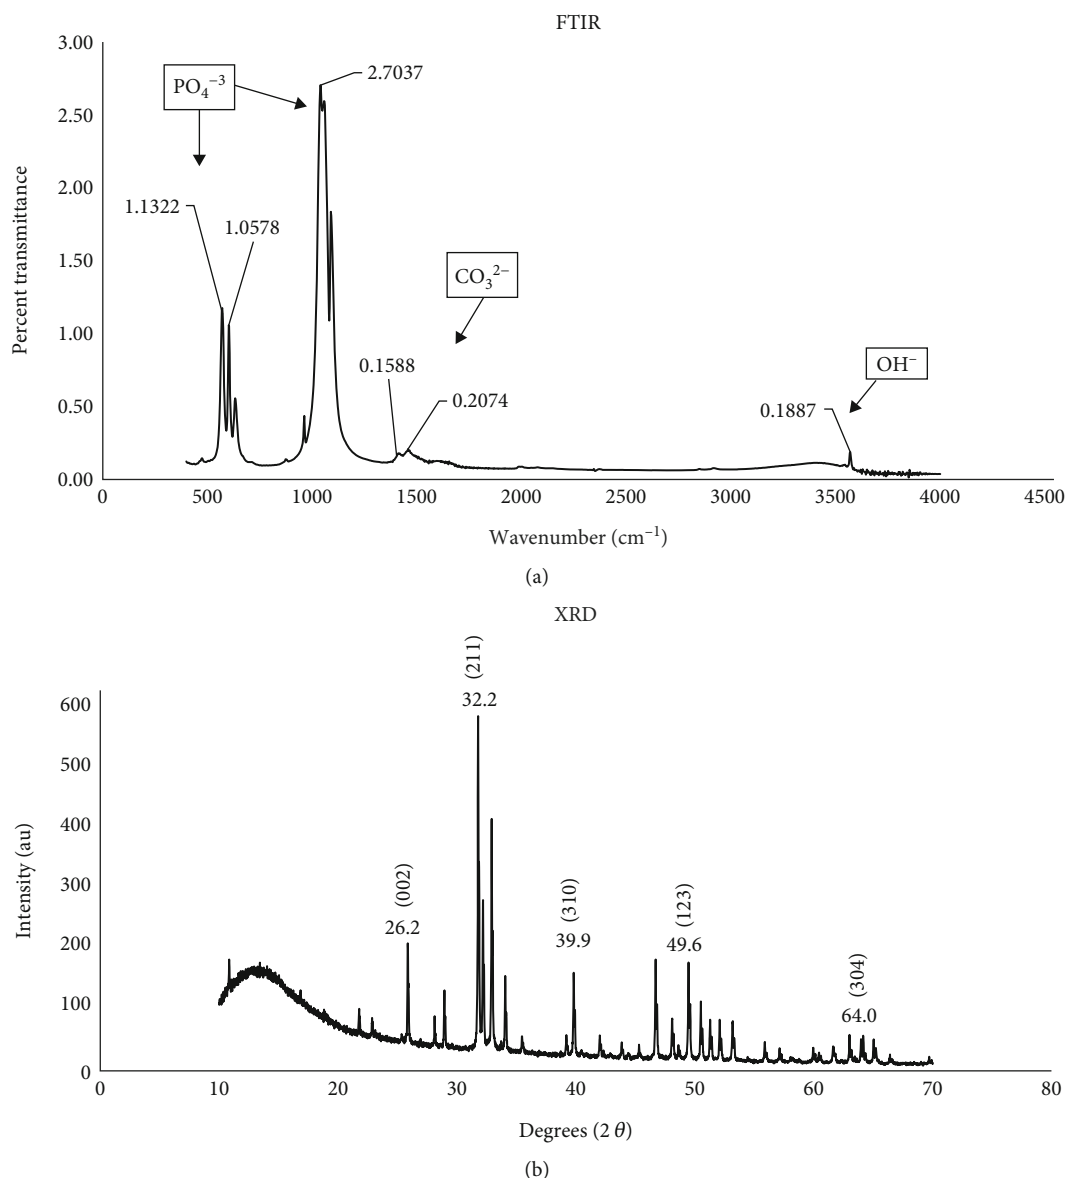 FTIR
3.00
2.50
2.00
1.50
1.00
0.50
0.00
Percent transmittance
PO₄⁻³
2.7037
1.1322
1.0578
CO₃²⁻
0.1588
0.2074
OH⁻
0.1887
0 500 1000 1500 2000 2500 3000 3500 4000 4500
Wavenumber (cm⁻¹)
(a)
XRD
600
500
400
300
200
100
0
Intensity (au)
(211)
32.2
(002)
26.2
(310)
39.9
(123)
49.6
(304)
64.0
0 10 20 30 40 50 60 70 80
Degrees (2 θ)
(b)